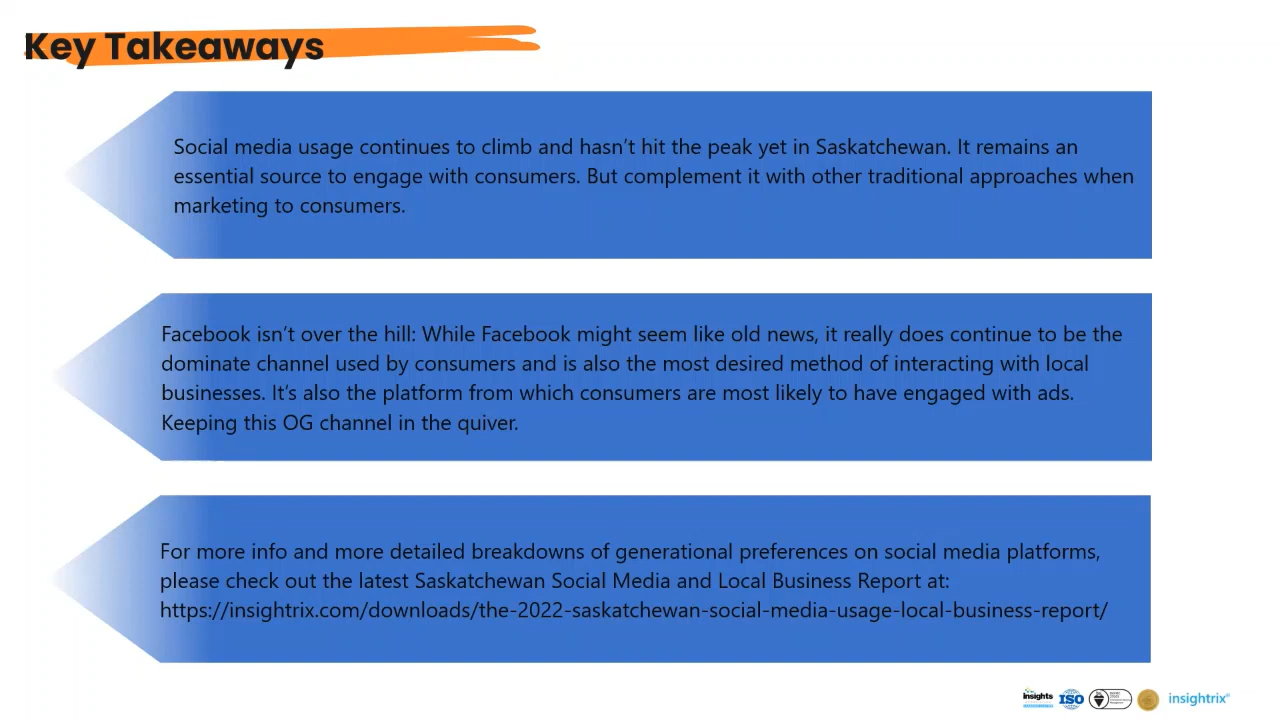 Key Takeaways
Social media usage continues to climb and hasn't hit the peak yet in Saskatchewan. It remains an
essential source to engage with consumers. But complement it with other traditional approaches when
marketing to consumers.
Facebook isn't over the hill: While Facebook might seem like old news, it really does continue to be the
dominate channel used by consumers and is also the most desired method of interacting with local
businesses. It's also the platform from which consumers are most likely to have engaged with ads.
Keeping this OG channel in the quiver.
For more info and more detailed breakdowns of generational preferences on social media platforms,
please check out the latest Saskatchewan Social Media and Local Business Report at:
https://insightrix.com/downloads/the-2022-saskatchewan-social-media-usage-local-business-report/
Insights
ISO
insightrix